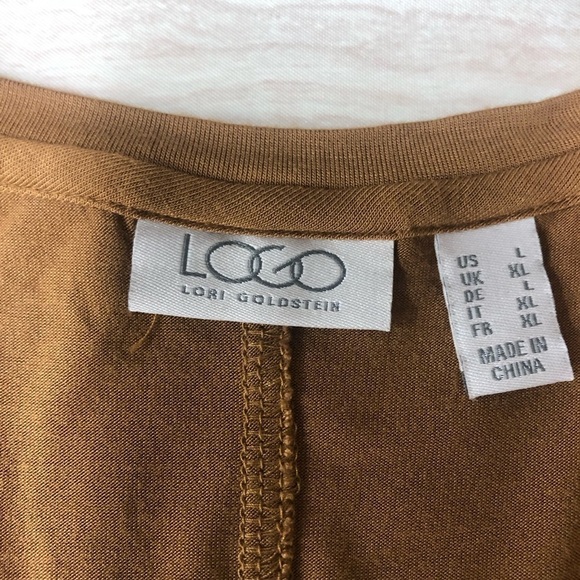 LOGO
LORI GOLDSTEIN
US L
UK XL
DE L
IT XL
FR XL
MADE IN
CHINA